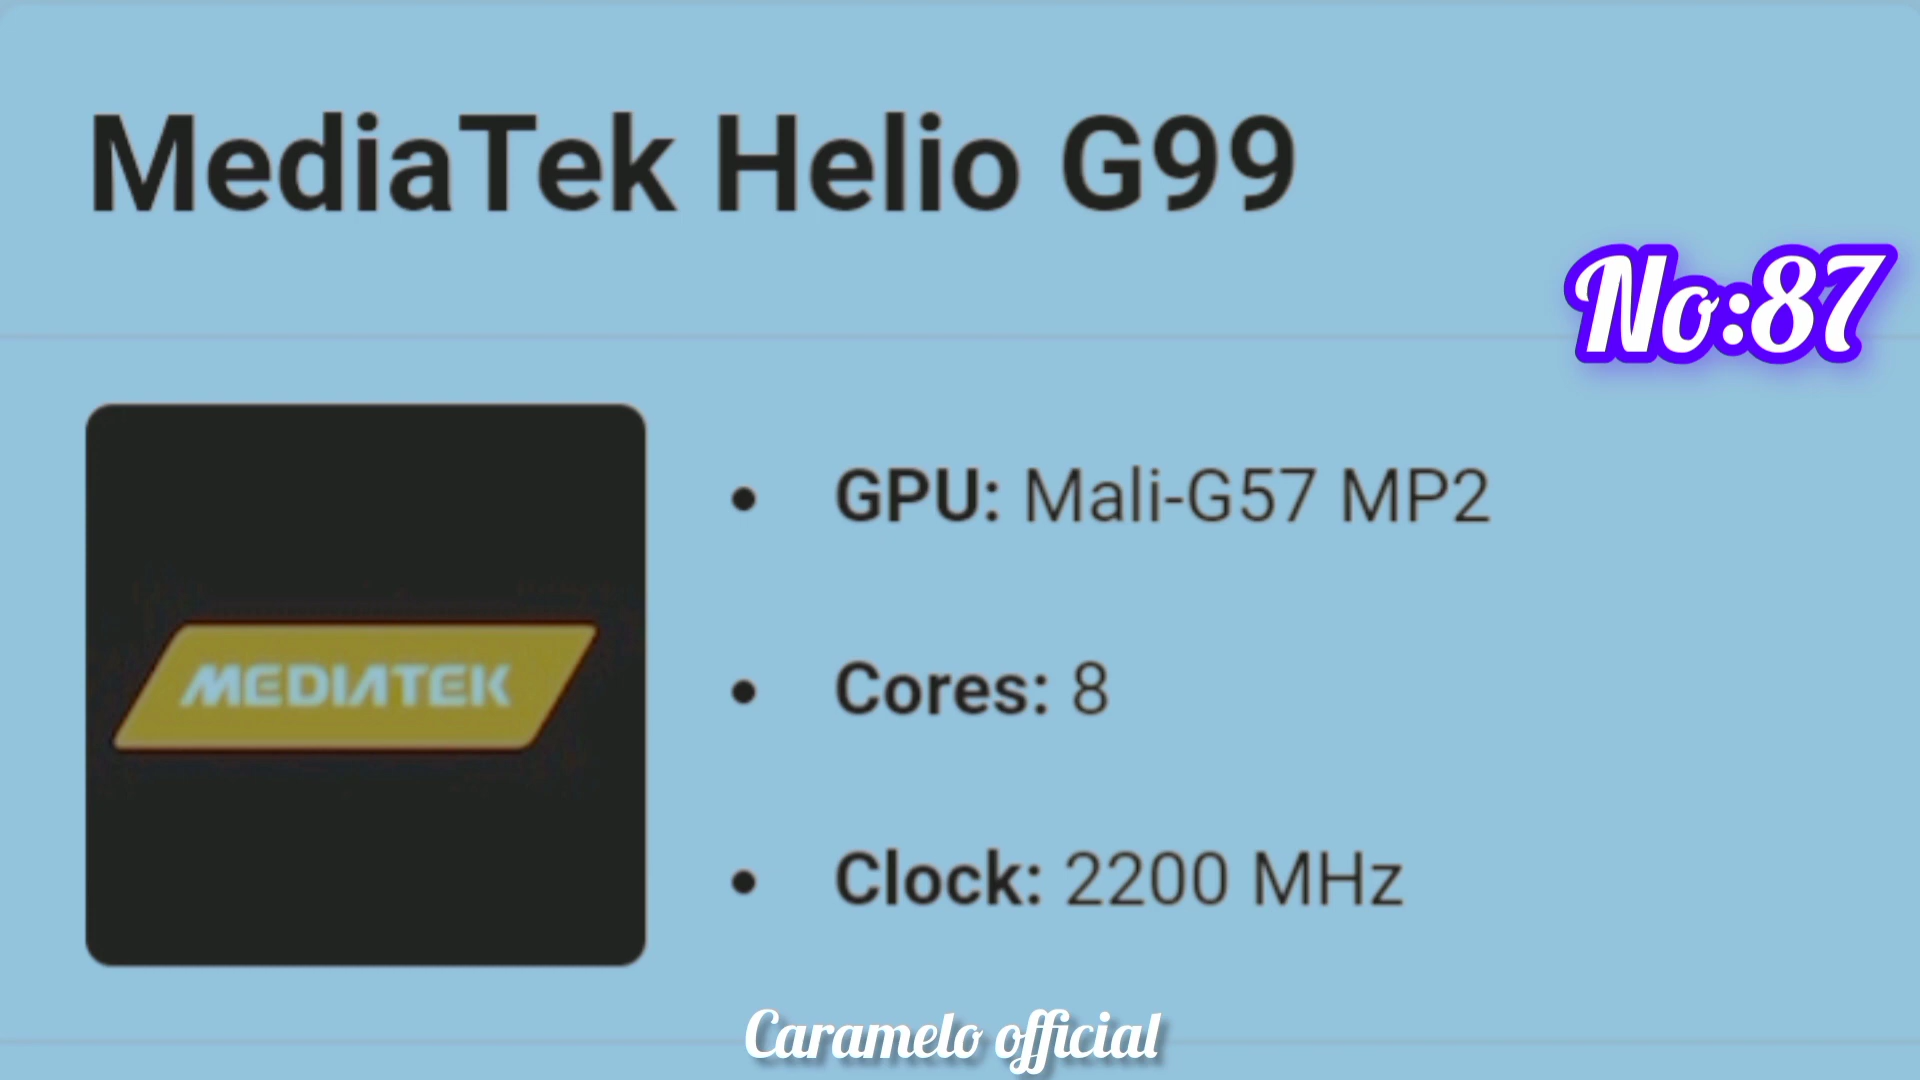 MediaTek Helio G99
No:87
MEDIATEK
GPU: Mali-G57 MP2
Cores: 8
Clock: 2200 MHz
Caramelo official